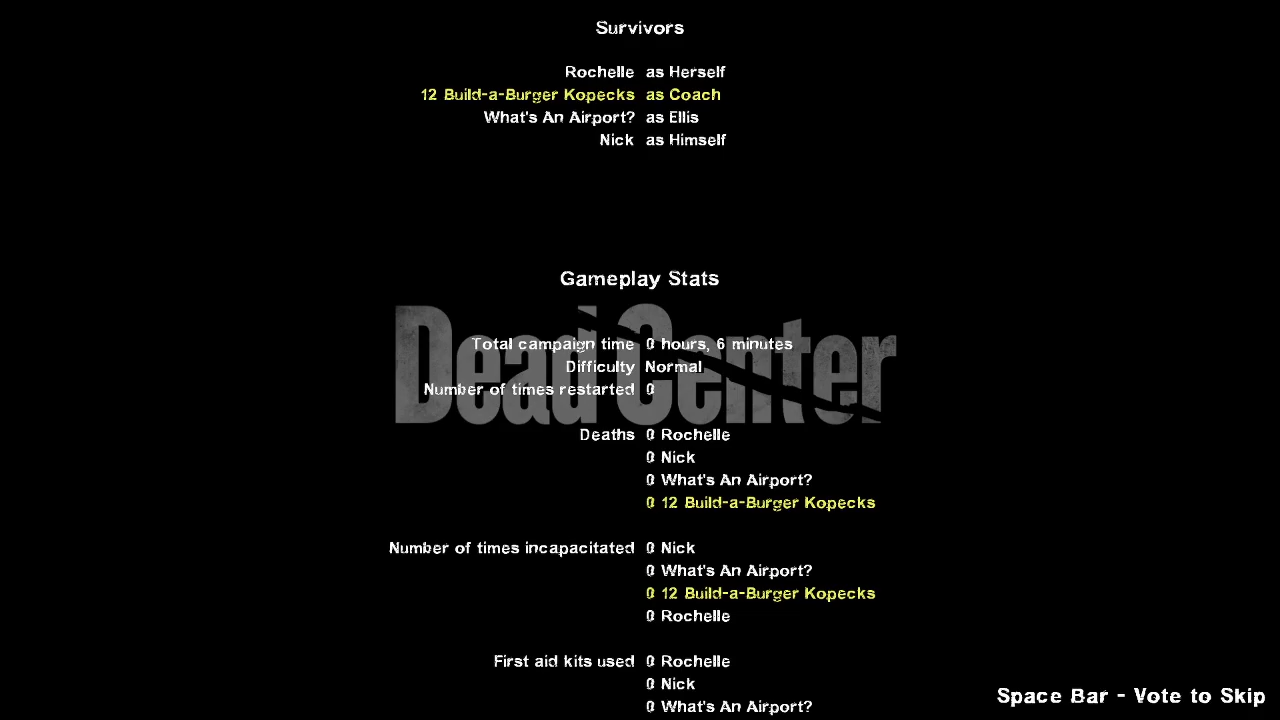 Survivors
Rochelle as Herself
12 Build-a-Burger Kopecks as Coach
What's An Airport? as Ellis
Nick as Himself
Gameplay Stats
Dead Center
Total campaign time 0 hours, 6 minutes
Difficulty Normal
Number of times restarted 0
Deaths 0 Rochelle
0 Nick
0 What's An Airport?
0 12 Build-a-Burger Kopecks
Number of times incapacitated 0 Nick
0 What's An Airport?
0 12 Build-a-Burger Kopecks
0 Rochelle
First aid kits used 0 Rochelle
0 Nick
0 What's An Airport?
Space Bar - Vote to Skip